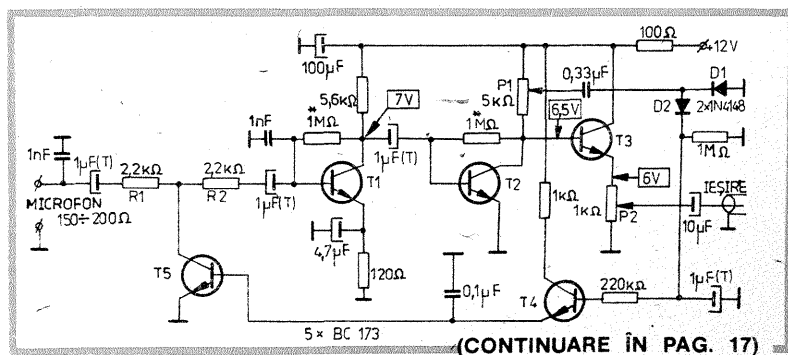 100Ω
+12V
100µF
P1
0,33µF
D1
5,6kΩ
7V
5kΩ
D2
2x1N4148
1nF
*
1MΩ
*
1MΩ
6,5V
T3
1nF
1µF(T)
1MΩ
1µF(T)
2,2kΩ
2,2kΩ
T1
T2
6V
IEŞIRE
MICROFON
150÷200Ω
R1
R2
1µF(T)
1kΩ
1kΩ
P2
10µF
4,7µF
T5
120Ω
0,1µF
T4
220kΩ
1µF(T)
5 x BC 173
(CONTINUARE ÎN PAG. 17)